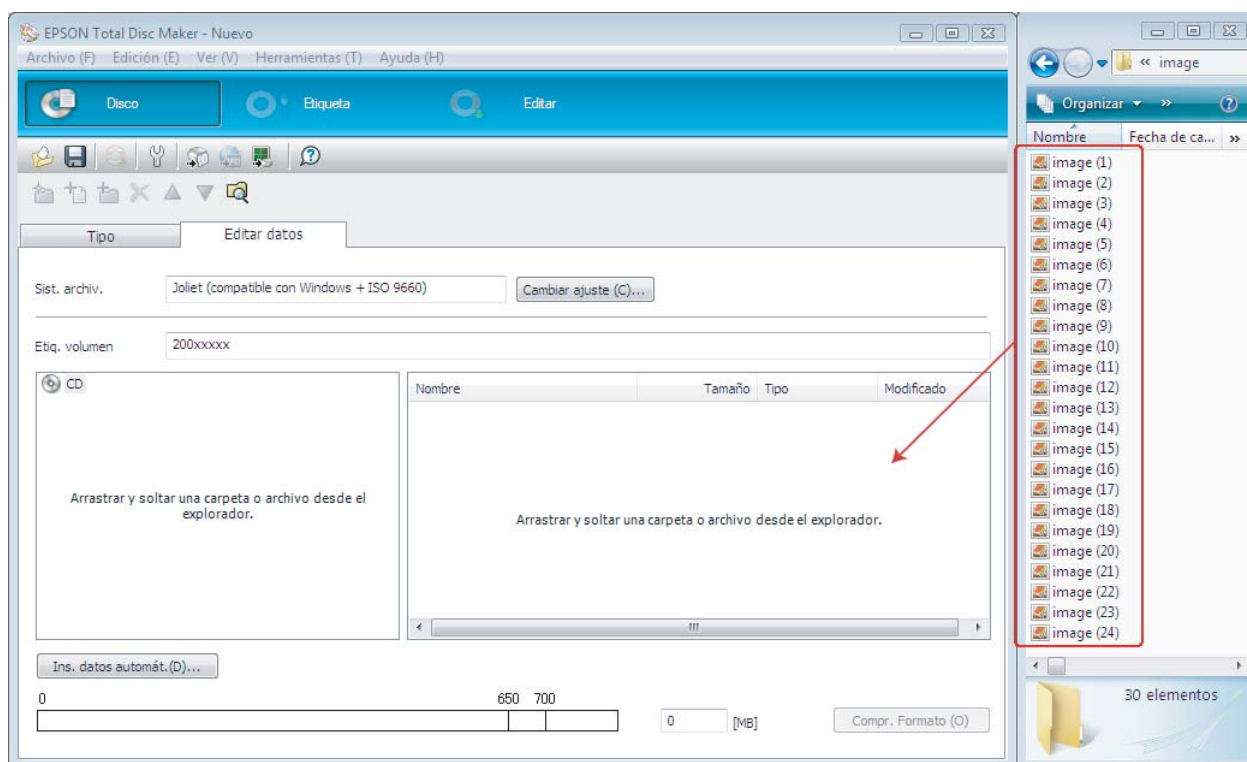 EPSON Total Disc Maker - Nuevo
Archivo (F) Edición (E) Ver (V) Herramientas (T) Ayuda (H)
Disco Etiqueta Editar
Tipo Editar datos
Sist. archiv. Joliet (compatible con Windows + ISO 9660) Cambiar ajuste (C)...
Etiq. volumen 200xxxxx
CD
Arrastrar y soltar una carpeta o archivo desde el
explorador.
Nombre Tamaño Tipo Modificado
Arrastrar y soltar una carpeta o archivo desde el explorador.
Ins. datos automát.(D)...
0 650 700
0 [MB] Compr. Formato (O)
« image
Organizar »
Nombre Fecha de ca... »
image (1)
image (2)
image (3)
image (4)
image (5)
image (6)
image (7)
image (8)
image (9)
image (10)
image (11)
image (12)
image (13)
image (14)
image (15)
image (16)
image (17)
image (18)
image (19)
image (20)
image (21)
image (22)
image (23)
image (24)
30 elementos